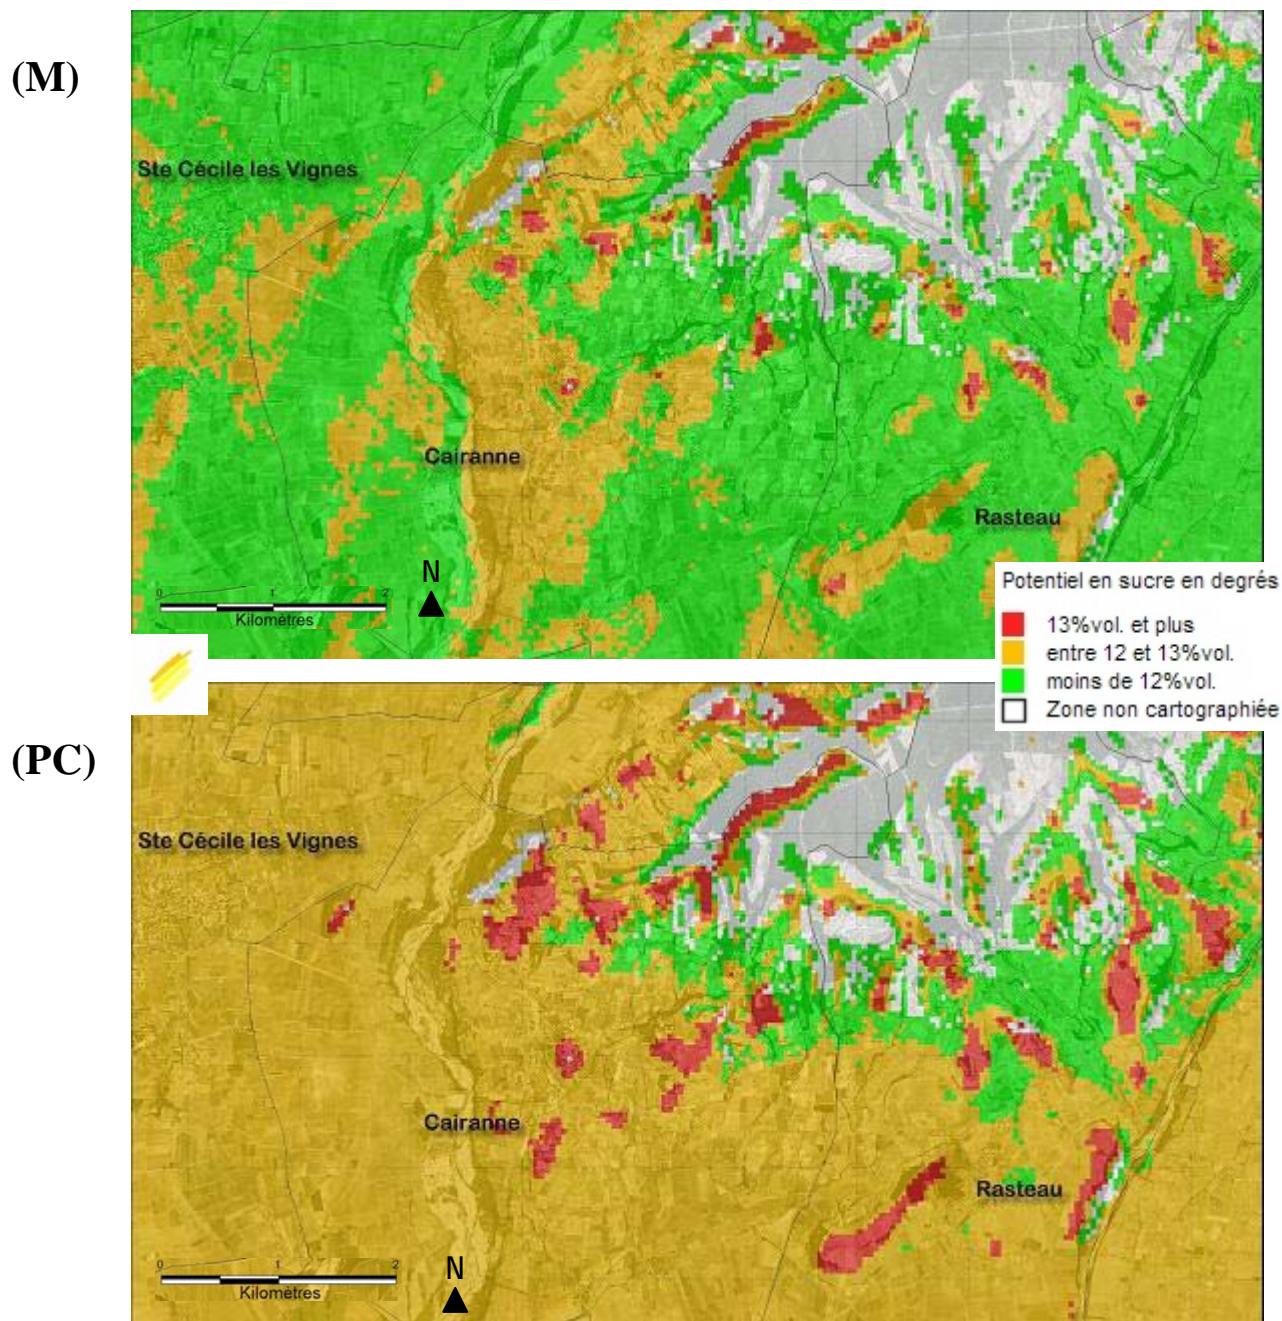 (M)
Ste Cécile les Vignes
Cairanne
Rasteau
N
0 1 2
Kilomètres
Potentiel en sucre en degrés
13%vol. et plus
entre 12 et 13%vol.
moins de 12%vol.
Zone non cartographiée
(PC)
Ste Cécile les Vignes
Cairanne
Rasteau
N
0 1 2
Kilomètres